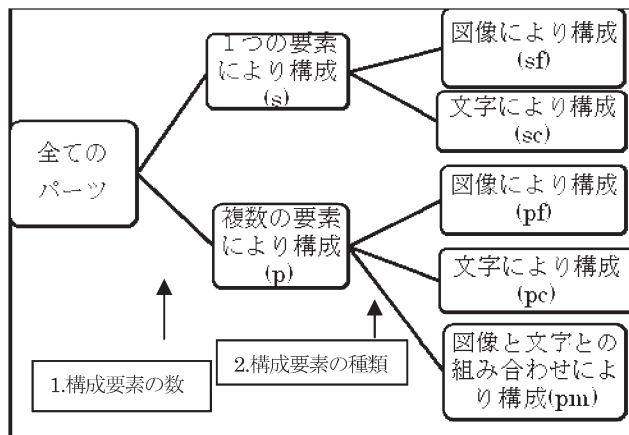 全ての
パーツ
１つの要素
により構成
(s)
複数の要素
により構成
(p)
図像により構成
(sf)
文字により構成
(sc)
図像により構成
(pf)
文字により構成
(pc)
図像と文字との
組み合わせによ
り構成(pm)
1.構成要素の数
2.構成要素の種類